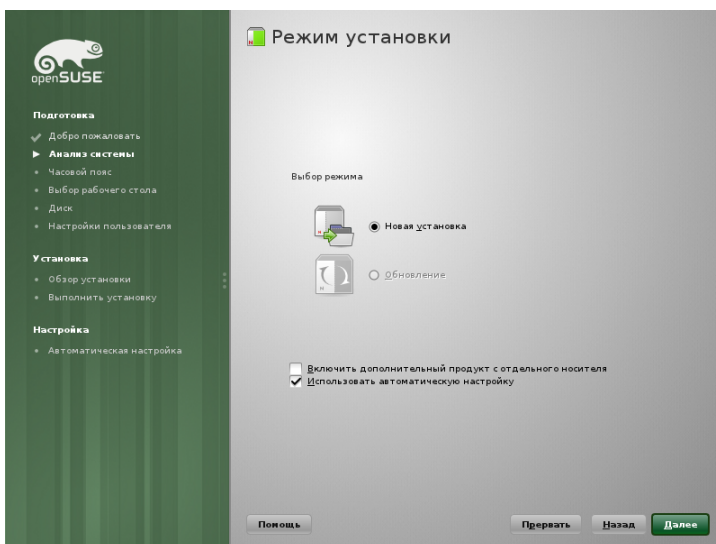 openSUSE
Подготовка
Добро пожаловать
Анализ системы
Часовой пояс
Выбор рабочего стола
Диск
Настройки пользователя
Установка
Обзор установки
Выполнить установку
Настройка
Автоматическая настройка
Режим установки
Выбор режима
Новая установка
Обновление
Включить дополнительный продукт с отдельного носителя
Использовать автоматическую настройку
Помощь
Прервать
Назад
Далее